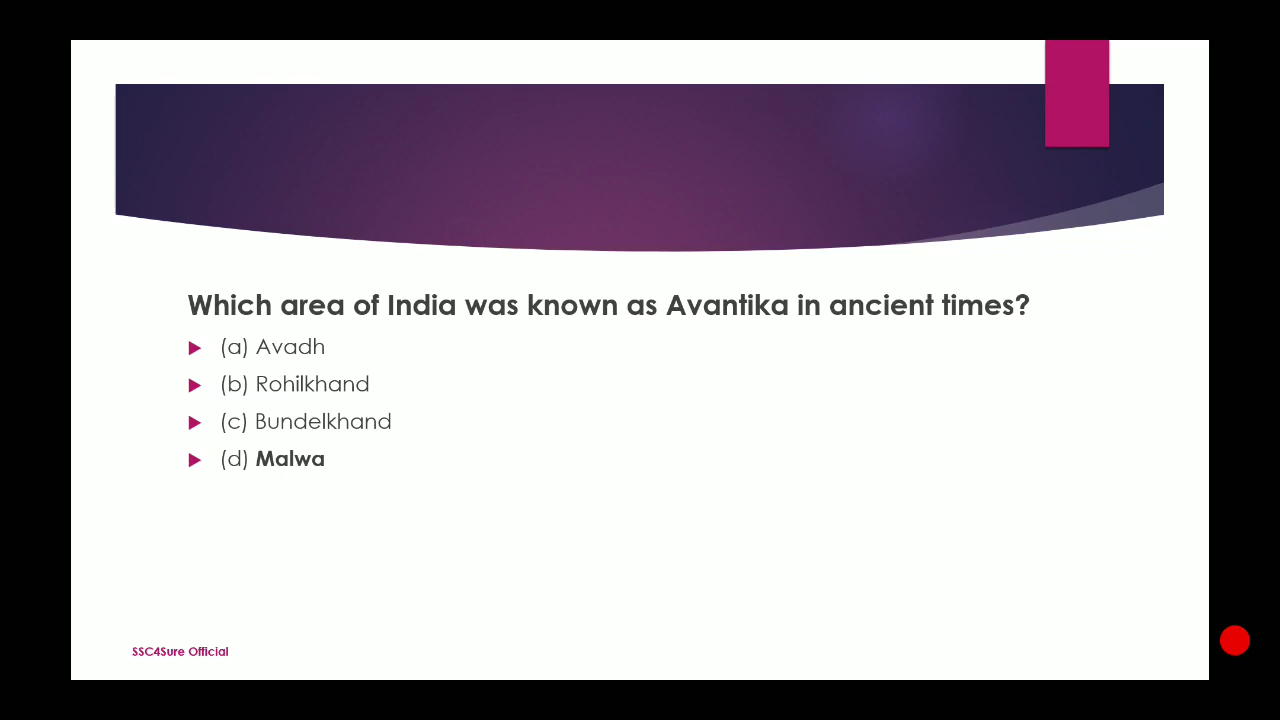 Which area of India was known as Avantika in ancient times?
(a) Avadh
(b) Rohilkhand
(c) Bundelkhand
(d) Malwa
SSC4Sure Official